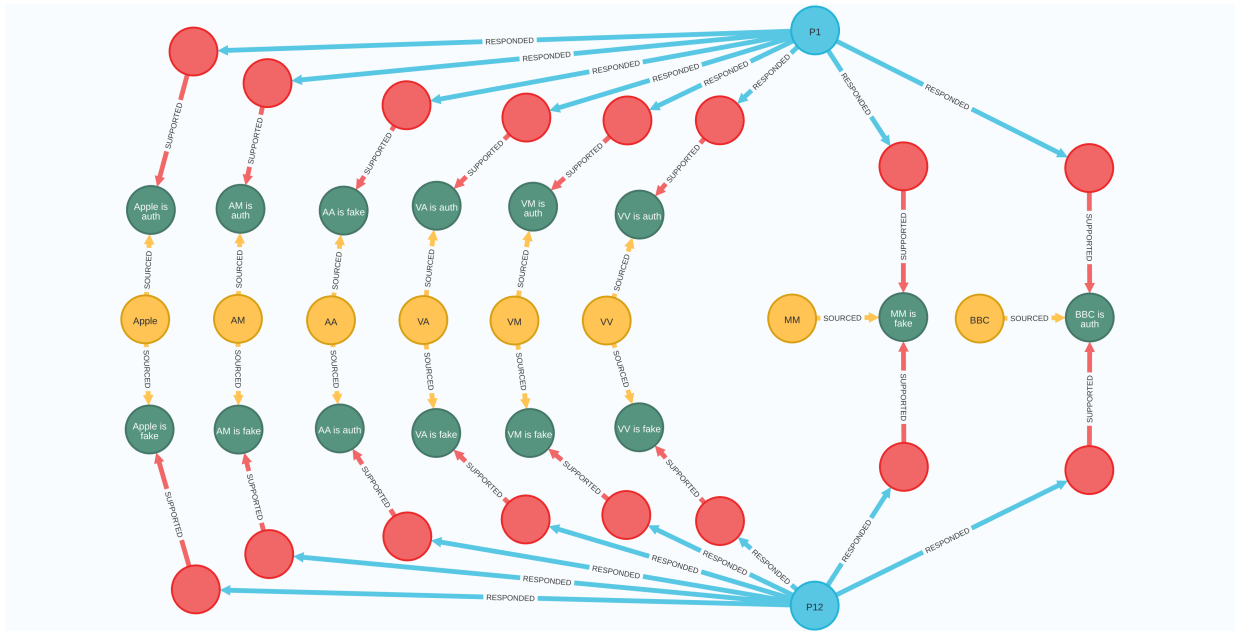 P1
RESPONDED
RESPONDED
RESPONDED
RESPONDED
RESPONDED
RESPONDED
RESPONDED
RESPONDED
SUPPORTED
SUPPORTED
SUPPORTED
SUPPORTED
SUPPORTED
SUPPORTED
SUPPORTED
SUPPORTED
Apple is
auth
AM is
auth
AA is fake
VA is auth
VM is
auth
VV is auth
SOURCED
SOURCED
SOURCED
SOURCED
SOURCED
SOURCED
Apple
AM
AA
VA
VM
VV
MM
SOURCED
MM is
fake
BBC
SOURCED
BBC is
auth
SOURCED
SOURCED
SOURCED
SOURCED
SOURCED
SOURCED
Apple is
fake
AM is fake
AA is auth
VA is fake
VM is fake
VV is fake
SUPPORTED
SUPPORTED
SUPPORTED
SUPPORTED
SUPPORTED
SUPPORTED
SUPPORTED
SUPPORTED
RESPONDED
RESPONDED
RESPONDED
RESPONDED
RESPONDED
RESPONDED
RESPONDED
RESPONDED
P12